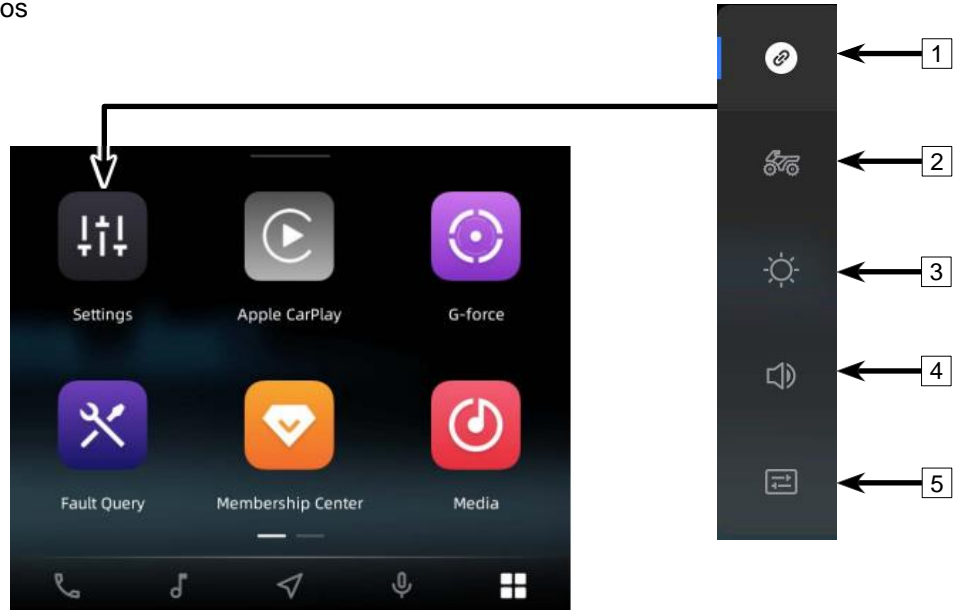 os
1
2
3
4
5
Settings
Apple CarPlay
G-force
Fault Query
Membership Center
Media